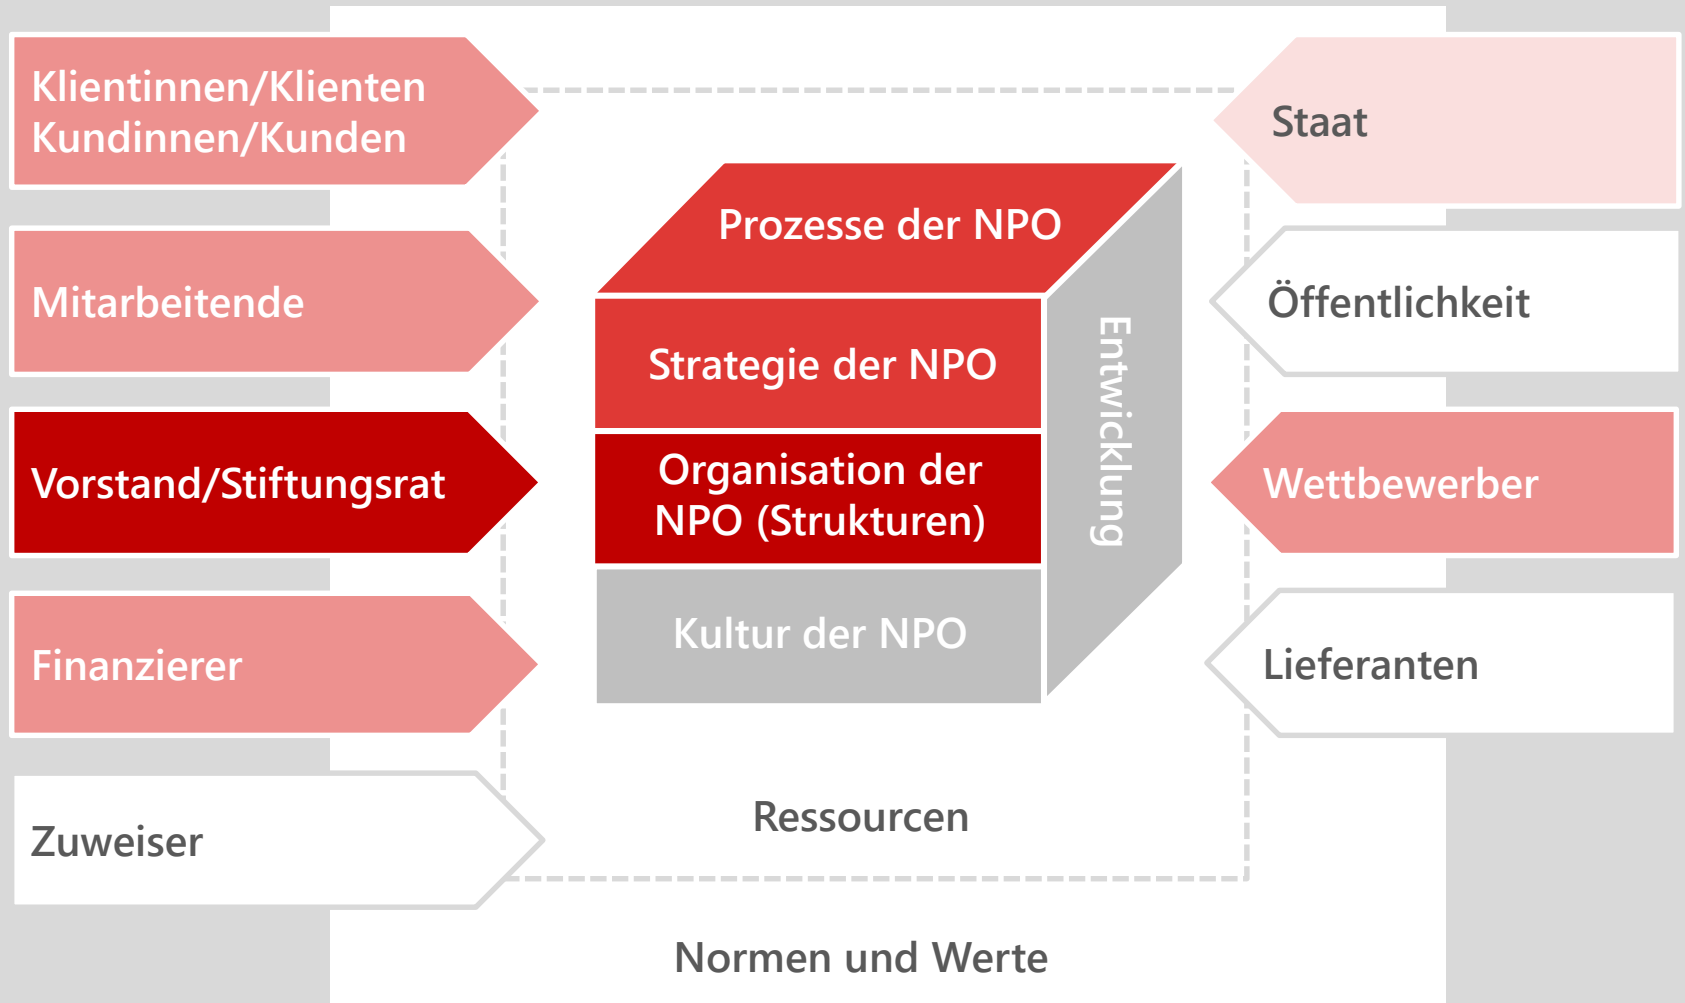 Klientinnen/Klienten
Kundinnen/Kunden
Mitarbeitende
Vorstand/Stiftungsrat
Finanzierer
Zuweiser
Prozesse der NPO
Strategie der NPO
Organisation der
NPO (Strukturen)
Kultur der NPO
Entwicklung
Ressourcen
Normen und Werte
Staat
Öffentlichkeit
Wettbewerber
Lieferanten